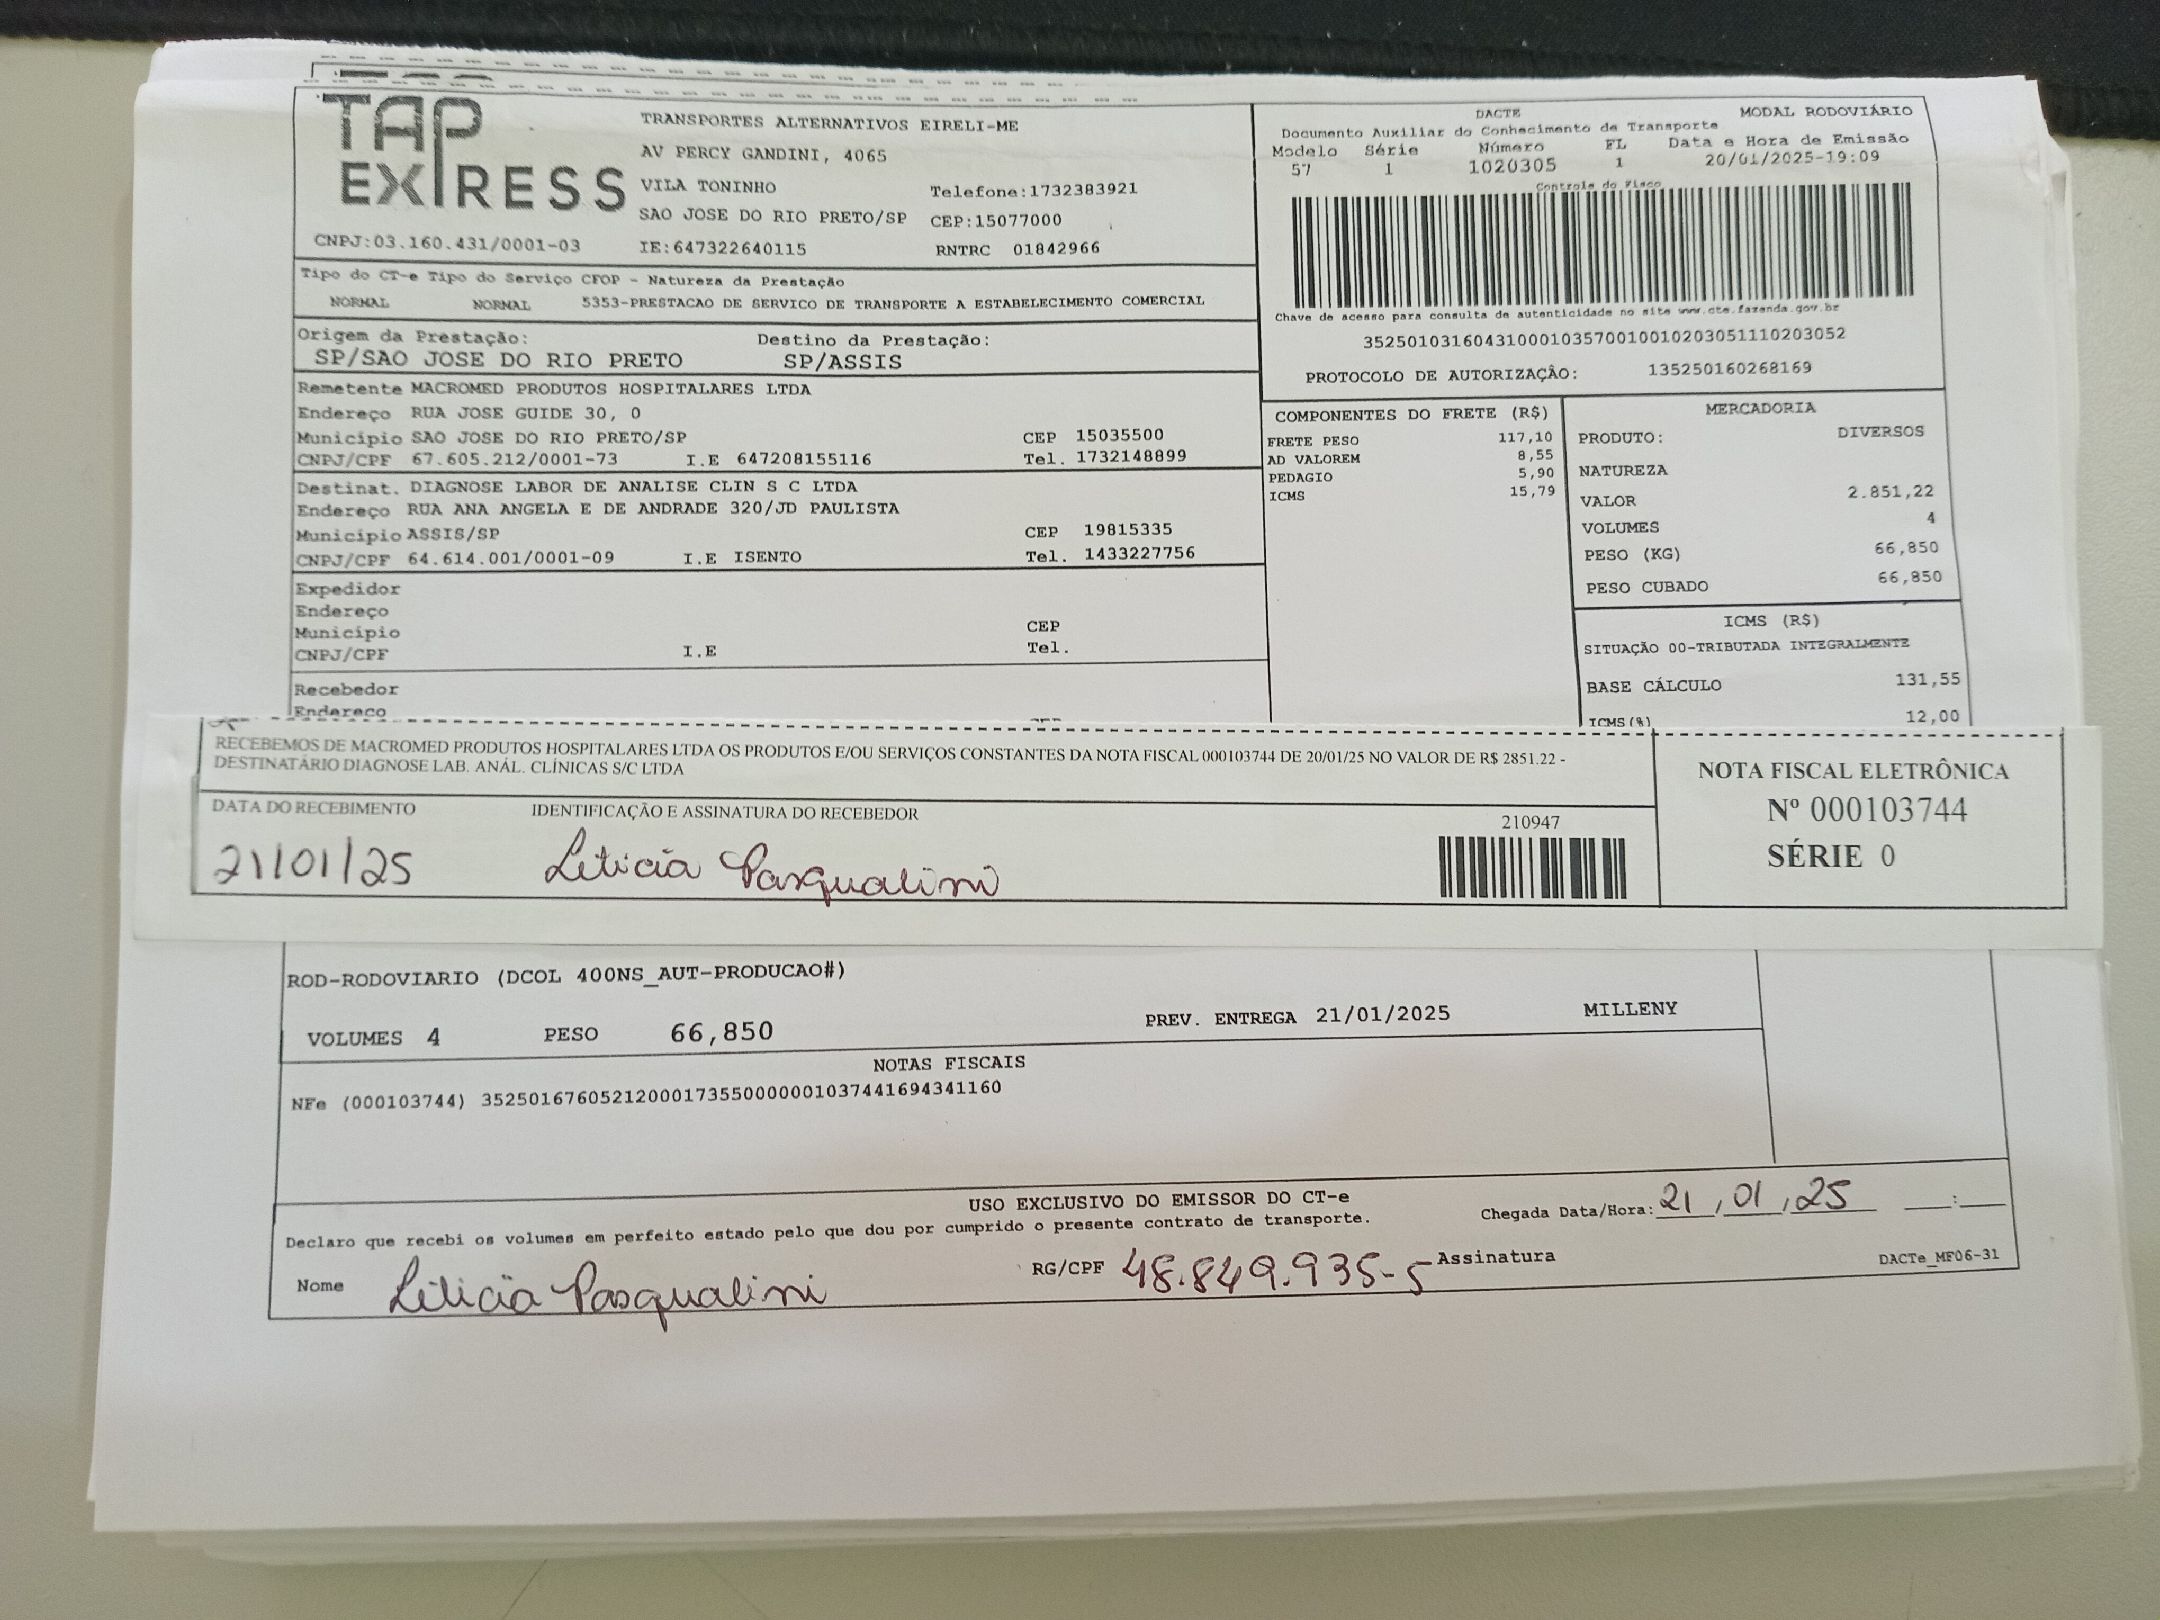 TAP EXPRESS
TRANSPORTES ALTERNATIVOS EIRELI-ME
AV PERCY GANDINI, 4065
VILA TONINHO Telefone:1732383921
SAO JOSE DO RIO PRETO/SP CEP:15077000
CNPJ:03.160.431/0001-03 IE:647322640115 RNTRC 01842966
DACTE MODAL RODOVIÁRIO
Documento Auxiliar do Conhecimento de Transporte
Modelo Série Número FL Data e Hora de Emissão
57 1 1020305 1 20/01/2025-19:09
Controle do Fisco
Chave de acesso para consulta de autenticidade no site www.cte.fazenda.gov.br
35250103160431000103570010010203051110203052
PROTOCOLO DE AUTORIZAÇÃO: 135250160268169
Tipo do CT-e Tipo do Serviço CFOP - Natureza da Prestação
NORMAL NORMAL 5353-PRESTACAO DE SERVICO DE TRANSPORTE A ESTABELECIMENTO COMERCIAL
Origem da Prestação: Destino da Prestação:
SP/SAO JOSE DO RIO PRETO SP/ASSIS
Remetente MACROMED PRODUTOS HOSPITALARES LTDA
Endereço RUA JOSE GUIDE 30, 0
Município SAO JOSE DO RIO PRETO/SP CEP 15035500
CNPJ/CPF 67.605.212/0001-73 I.E 647208155116 Tel. 1732148899
Destinat. DIAGNOSE LABOR DE ANALISE CLIN S C LTDA
Endereço RUA ANA ANGELA E DE ANDRADE 320/JD PAULISTA
Município ASSIS/SP CEP 19815335
CNPJ/CPF 64.614.001/0001-09 I.E ISENTO Tel. 1433227756
Expedidor
Endereço
Município CEP
CNPJ/CPF I.E Tel.
Recebedor
Endereço
COMPONENTES DO FRETE (R$)
FRETE PESO 117,10
AD VALOREM 8,55
PEDAGIO 5,90
ICMS 15,79
MERCADORIA
PRODUTO: DIVERSOS
NATUREZA
VALOR 2.851,22
VOLUMES 4
PESO (KG) 66,850
PESO CUBADO 66,850
ICMS (R$)
SITUAÇÃO 00-TRIBUTADA INTEGRALMENTE
BASE CÁLCULO 131,55
ICMS(%) 12,00
RECEBEMOS DE MACROMED PRODUTOS HOSPITALARES LTDA OS PRODUTOS E/OU SERVIÇOS CONSTANTES DA NOTA FISCAL 000103744 DE 20/01/25 NO VALOR DE R$ 2851.22 -
DESTINATÁRIO DIAGNOSE LAB. ANÁL. CLÍNICAS S/C LTDA
DATA DO RECEBIMENTO IDENTIFICAÇÃO E ASSINATURA DO RECEBEDOR
21/01/25 Leticia Pasqualini
210947
NOTA FISCAL ELETRÔNICA
Nº 000103744
SÉRIE 0
ROD-RODOVIARIO (DCOL 400NS_AUT-PRODUCAO#)
VOLUMES 4 PESO 66,850 PREV. ENTREGA 21/01/2025 MILLENY
NOTAS FISCAIS
NFe (000103744) 35250167605212000173550000001037441694341160
USO EXCLUSIVO DO EMISSOR DO CT-e
Declaro que recebi os volumes em perfeito estado pelo que dou por cumprido o presente contrato de transporte. Chegada Data/Hora: 21,01,25 :
Nome Leticia Pasqualini RG/CPF 48.849.935-5 Assinatura DACTe_MF06-31